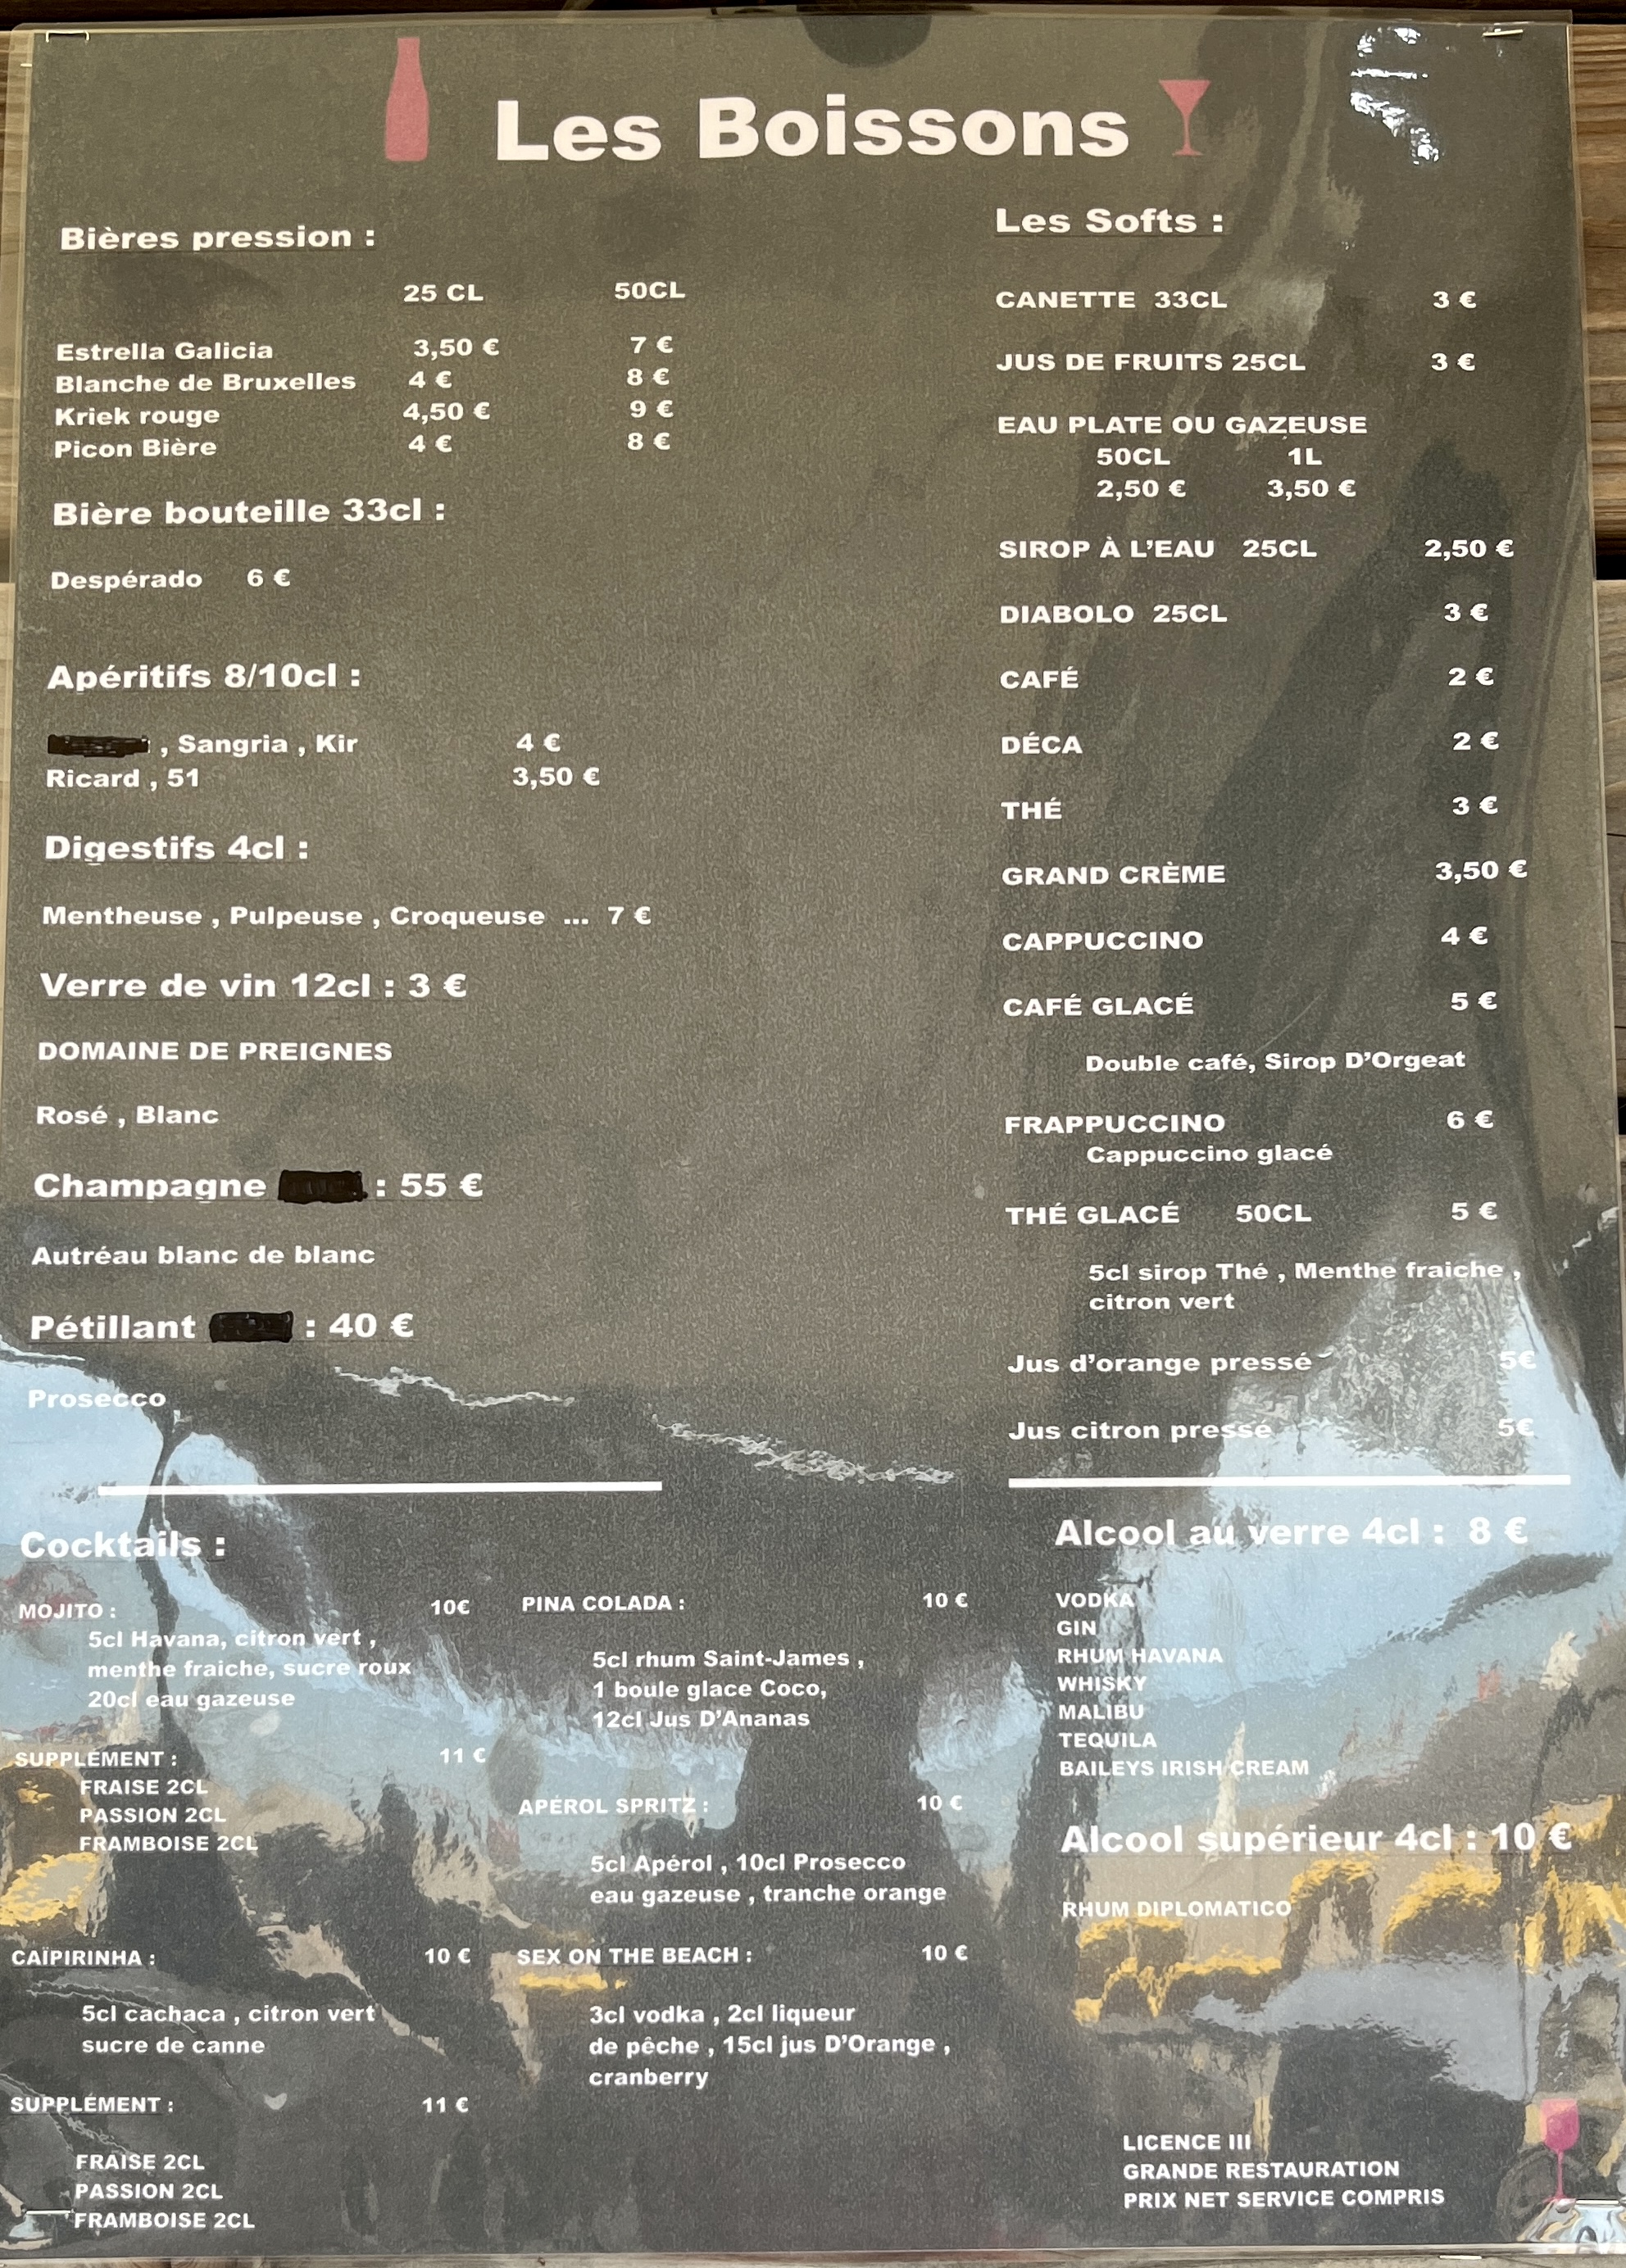 Les Boissons
Bières pression :
25 CL 50CL
Estrella Galicia 3,50 € 7 €
Blanche de Bruxelles 4 € 8 €
Kriek rouge 4,50 € 9 €
Picon Bière 4 € 8 €
Bière bouteille 33cl :
Despérado 6 €
Apéritifs 8/10cl :
, Sangria , Kir 4 €
Ricard , 51 3,50 €
Digestifs 4cl :
Mentheuse , Pulpeuse , Croqueuse ... 7 €
Verre de vin 12cl : 3 €
DOMAINE DE PREIGNES
Rosé , Blanc
Champagne : 55 €
Autréau blanc de blanc
Pétillant : 40 €
Prosecco
Les Softs :
CANETTE 33CL 3 €
JUS DE FRUITS 25CL 3 €
EAU PLATE OU GAZEUSE
50CL 1L
2,50 € 3,50 €
SIROP À L'EAU 25CL 2,50 €
DIABOLO 25CL 3 €
CAFÉ 2 €
DÉCA 2 €
THÉ 3 €
GRAND CRÈME 3,50 €
CAPPUCCINO 4 €
CAFÉ GLACÉ 5 €
Double café, Sirop D'Orgeat
FRAPPUCCINO 6 €
Cappuccino glacé
THÉ GLACÉ 50CL 5 €
5cl sirop Thé , Menthe fraiche ,
citron vert
Jus d'orange pressé 5€
Jus citron pressé 5€
Cocktails :
MOJITO : 10€
5cl Havana, citron vert ,
menthe fraiche, sucre roux
20cl eau gazeuse
SUPPLÉMENT : 11 €
FRAISE 2CL
PASSION 2CL
FRAMBOISE 2CL
CAÏPIRINHA : 10 €
5cl cachaca , citron vert
sucre de canne
SUPPLÉMENT : 11 €
FRAISE 2CL
PASSION 2CL
FRAMBOISE 2CL
PINA COLADA : 10 €
5cl rhum Saint-James ,
1 boule glace Coco,
12cl Jus D'Ananas
APÉROL SPRITZ : 10 €
5cl Apérol , 10cl Prosecco
eau gazeuse , tranche orange
SEX ON THE BEACH : 10 €
3cl vodka , 2cl liqueur
de pêche , 15cl jus D'Orange ,
cranberry
Alcool au verre 4cl : 8 €
VODKA
GIN
RHUM HAVANA
WHISKY
MALIBU
TEQUILA
BAILEYS IRISH CREAM
Alcool supérieur 4cl : 10 €
RHUM DIPLOMATICO
LICENCE III
GRANDE RESTAURATION
PRIX NET SERVICE COMPRIS